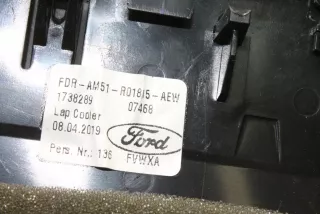 FDR-AM51-R018I5-AEW
1738289 07468
Lap Cooler
08.04.2019 Ford
Pers. Nr.: 136 FVWXA